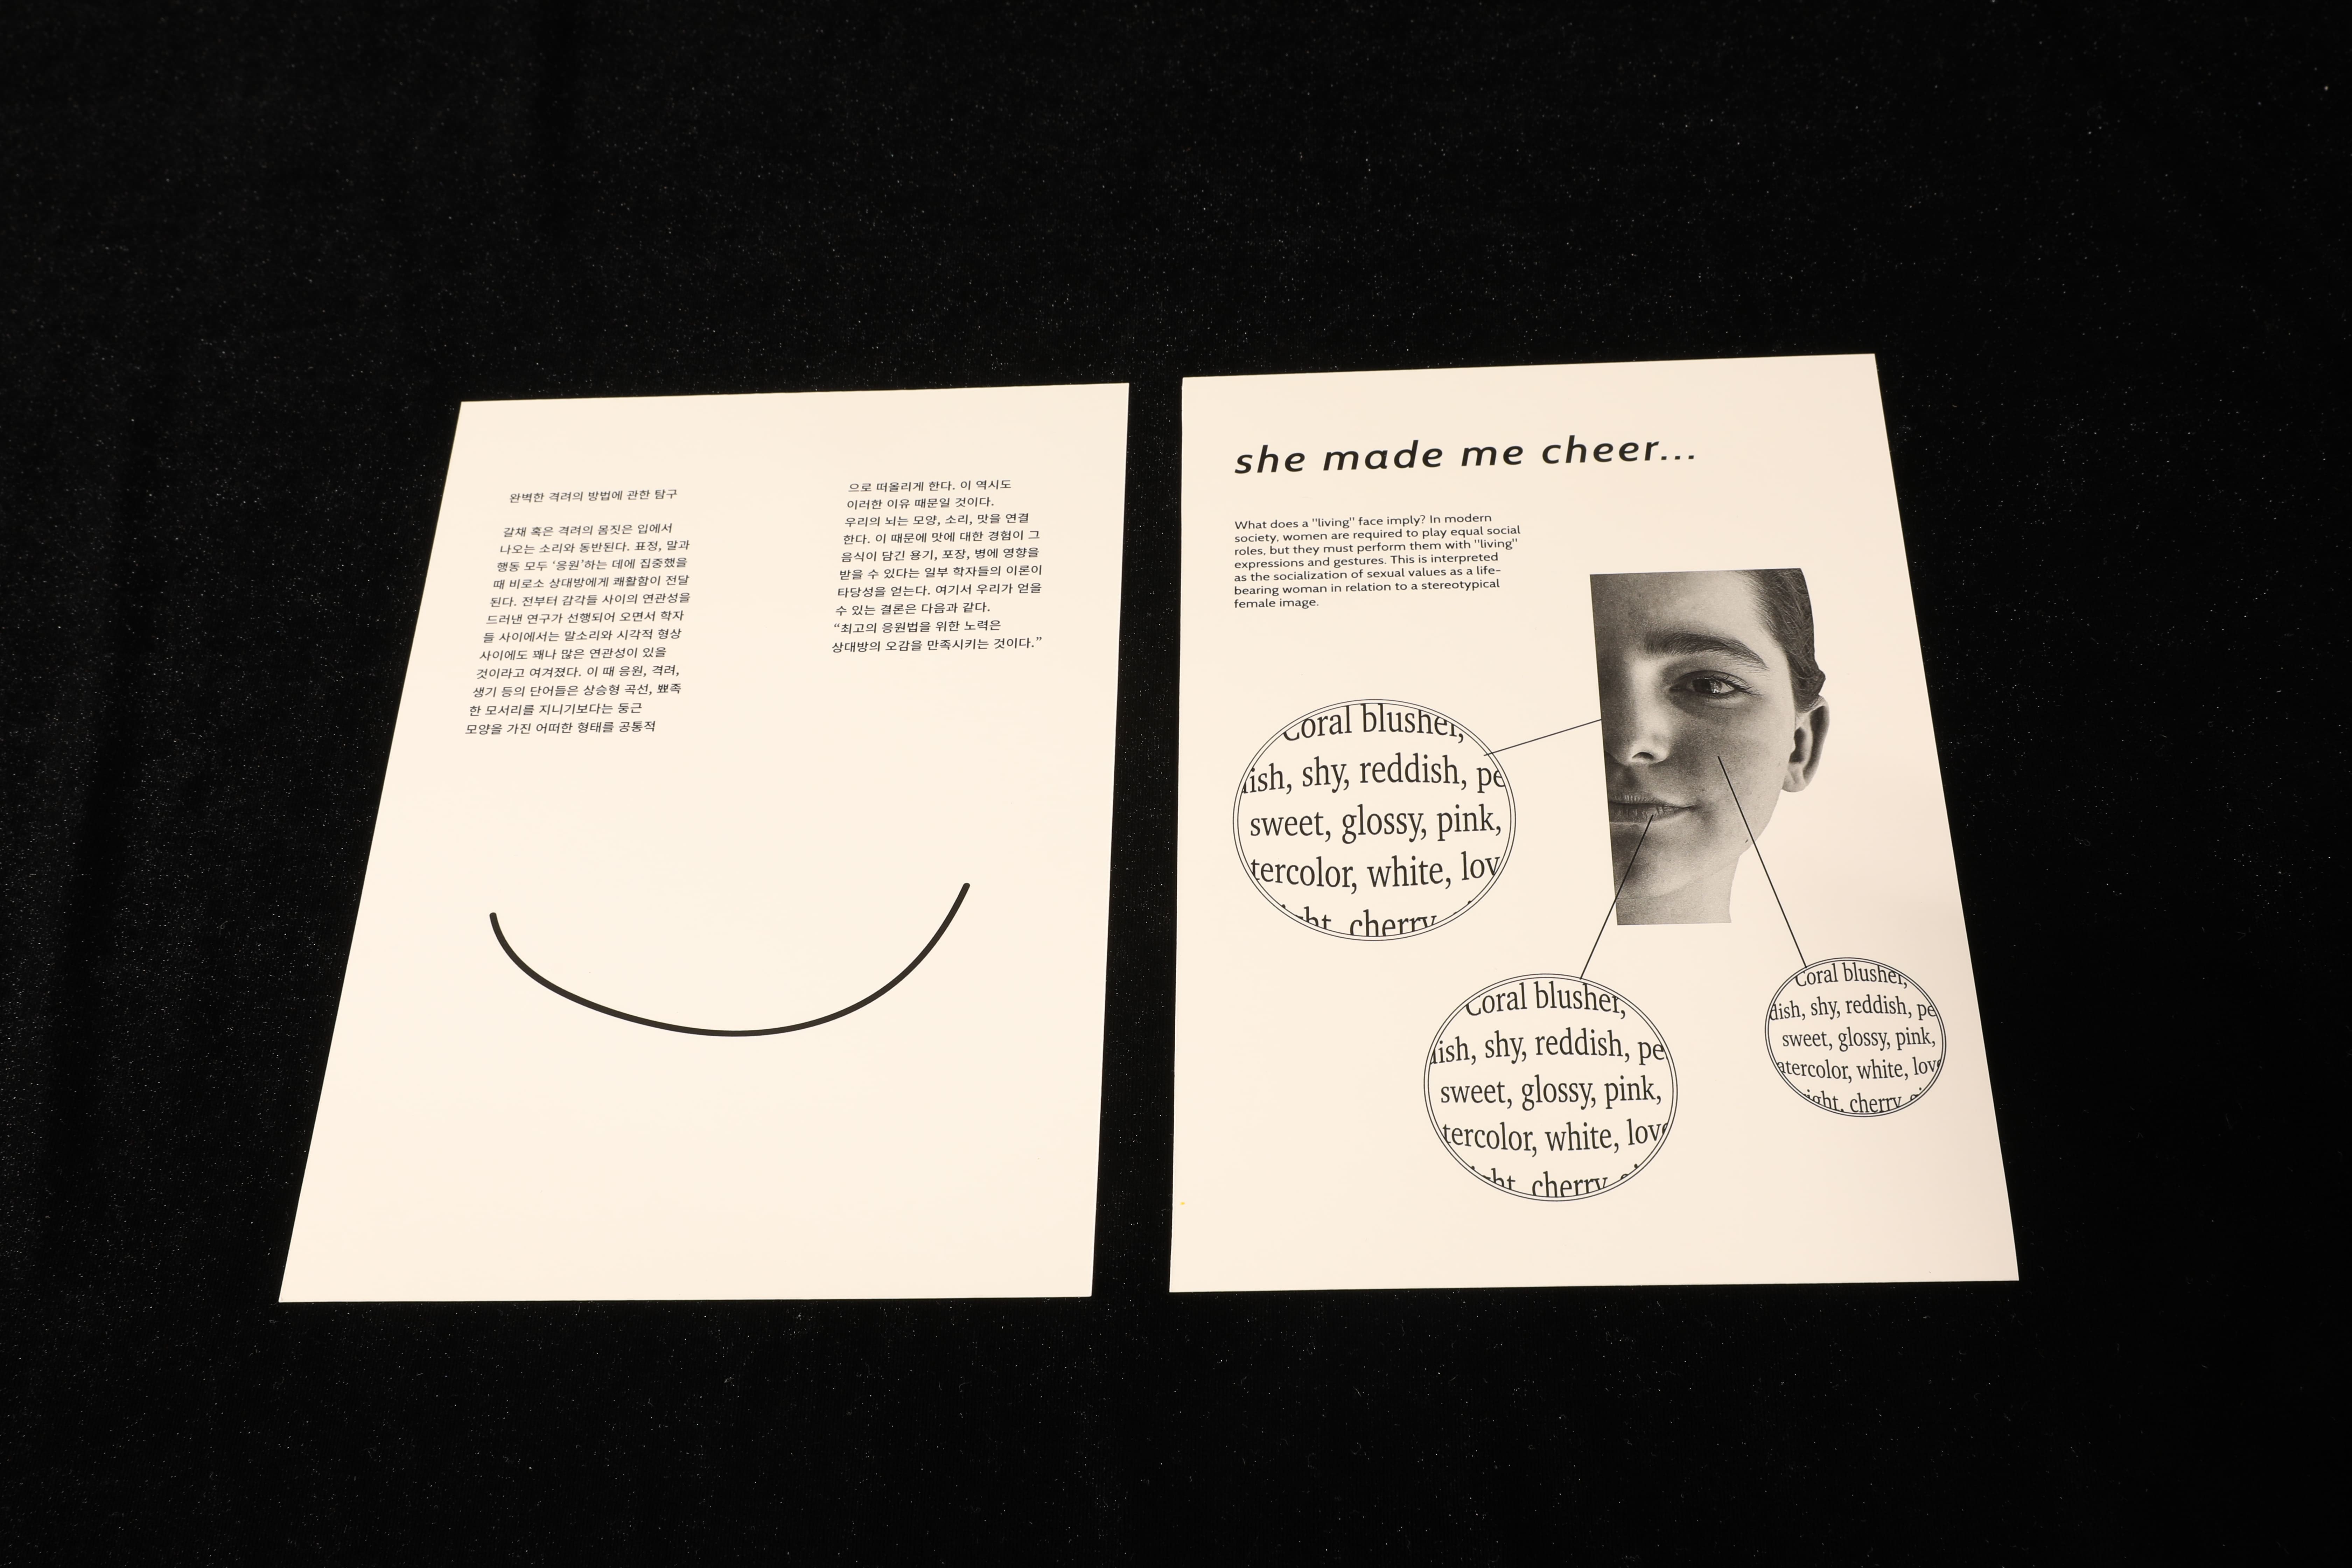 완벽한 격려의 방법에 관한 탐구
갈채 혹은 격려의 몸짓은 입에서
나오는 소리와 동반된다. 표정, 말과
행동 모두 ‘응원’하는 데에 집중했을
때 비로소 상대방에게 쾌활함이 전달
된다. 전부터 감각들 사이의 연관성을
드러낸 연구가 선행되어 오면서 학자
들 사이에서는 말소리와 시각적 형상
사이에도 꽤나 많은 연관성이 있을
것이라고 여겨졌다. 이 때 응원, 격려,
생기 등의 단어들은 상승형 곡선, 뾰족
한 모서리를 지니기보다는 둥근
모양을 가진 어떠한 형태를 공통적
으로 떠올리게 한다. 이 역시도
이러한 이유 때문일 것이다.
우리의 뇌는 모양, 소리, 맛을 연결
한다. 이 때문에 맛에 대한 경험이 그
음식이 담긴 용기, 포장, 병에 영향을
받을 수 있다는 일부 학자들의 이론이
타당성을 얻는다. 여기서 우리가 얻을
수 있는 결론은 다음과 같다.
“최고의 응원법을 위한 노력은
상대방의 오감을 만족시키는 것이다.”
she made me cheer...
What does a "living" face imply? In modern
society, women are required to play equal social
roles, but they must perform them with "living"
expressions and gestures. This is interpreted
as the socialization of sexual values as a life-
bearing woman in relation to a stereotypical
female image.
Coral blusher,
ish, shy, reddish, pe
sweet, glossy, pink,
tercolor, white, lov
ght, cherry
Coral blusher,
ish, shy, reddish, pe
sweet, glossy, pink,
tercolor, white, love
ght, cherry
Coral blusher,
dish, shy, reddish, pe
sweet, glossy, pink,
atercolor, white, love
ight, cherry